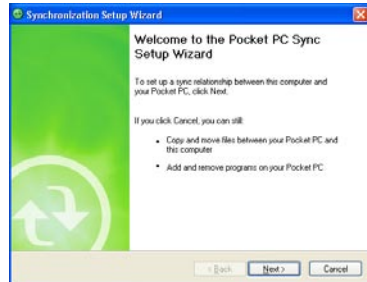 Synchronization Setup Wizard
Welcome to the Pocket PC Sync
Setup Wizard
To set up a sync relationship between this computer and
your Pocket PC, click Next.
If you click Cancel, you can still:
• Copy and move files between your Pocket PC and
this computer
• Add and remove programs on your Pocket PC
< Back
Next >
Cancel